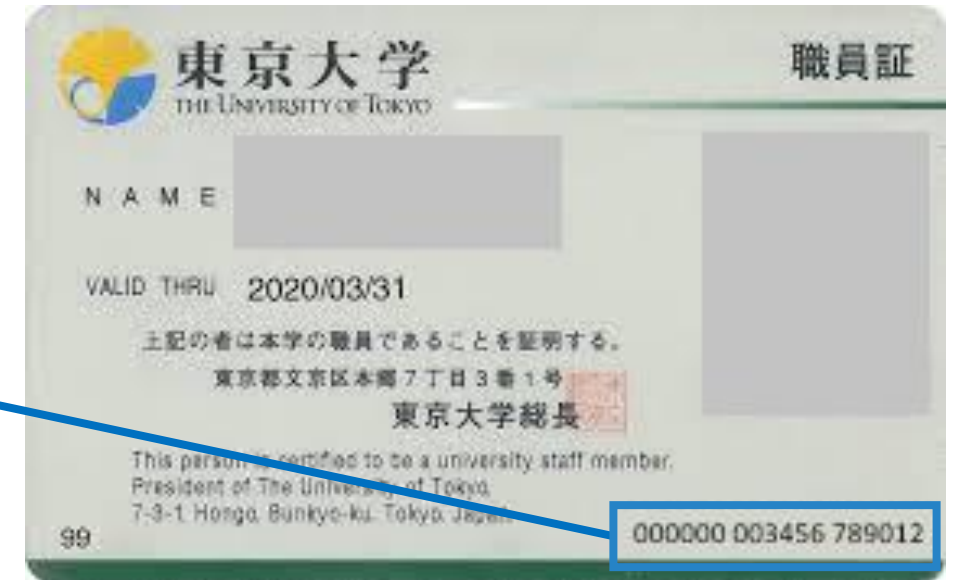 東京大学 職員証
THE UNIVERSITY OF TOKYO
NAME
VALID THRU 2020/03/31
上記の者は本学の職員であることを証明する。
東京都文京区本郷7丁目3番1号
東京大学総長
This person is certified to be a university staff member.
President of The University of Tokyo,
7-3-1 Hongo, Bunkyo-ku, Tokyo, Japan
99 000000 003456 789012